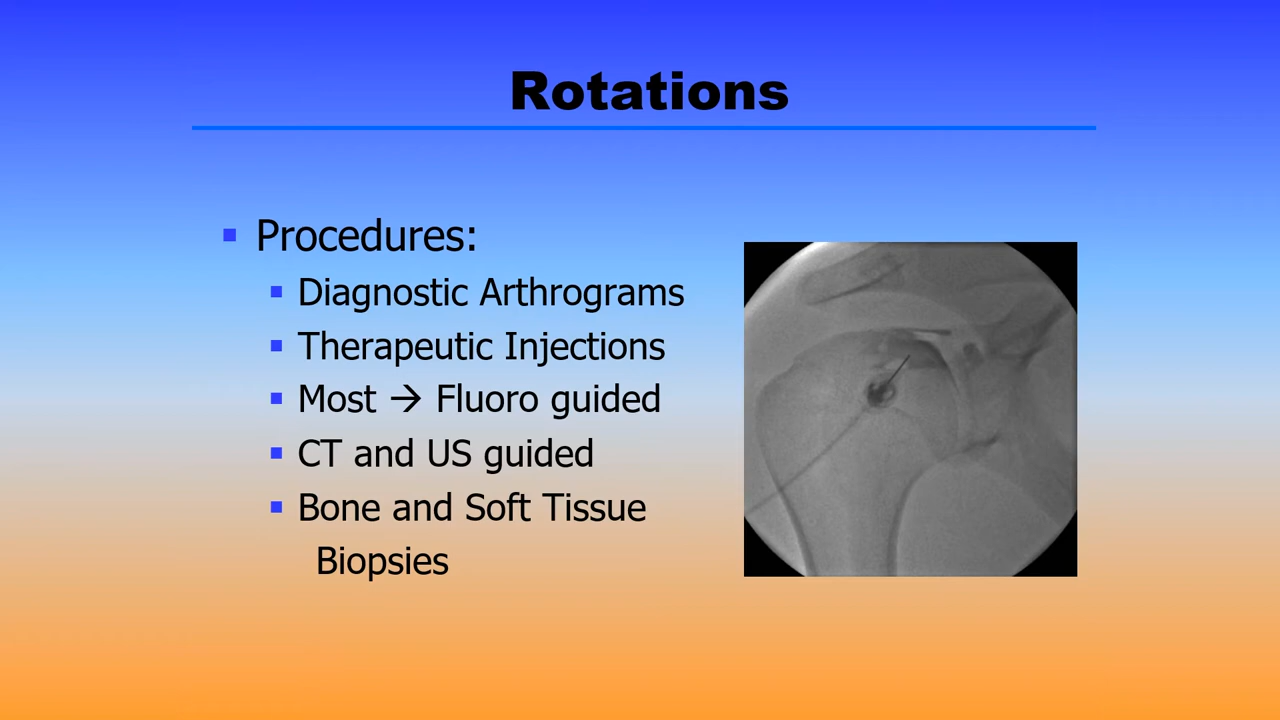 Rotations
Procedures:
Diagnostic Arthrograms
Therapeutic Injections
Most → Fluoro guided
CT and US guided
Bone and Soft Tissue
Biopsies